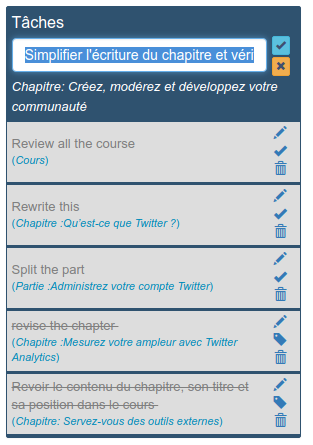 Tâches
Simplifier l'écriture du chapitre et véri
Chapitre: Créez, modérez et développez votre
communauté
Review all the course
(Cours)
Rewrite this
(Chapitre :Qu'est-ce que Twitter ?)
Split the part
(Partie :Administrez votre compte Twitter)
revise the chapter
(Chapitre :Mesurez votre ampleur avec Twitter
Analytics)
Revoir le contenu du chapitre, son titre et
sa position dans le cours
(Chapitre: Servez-vous des outils externes)